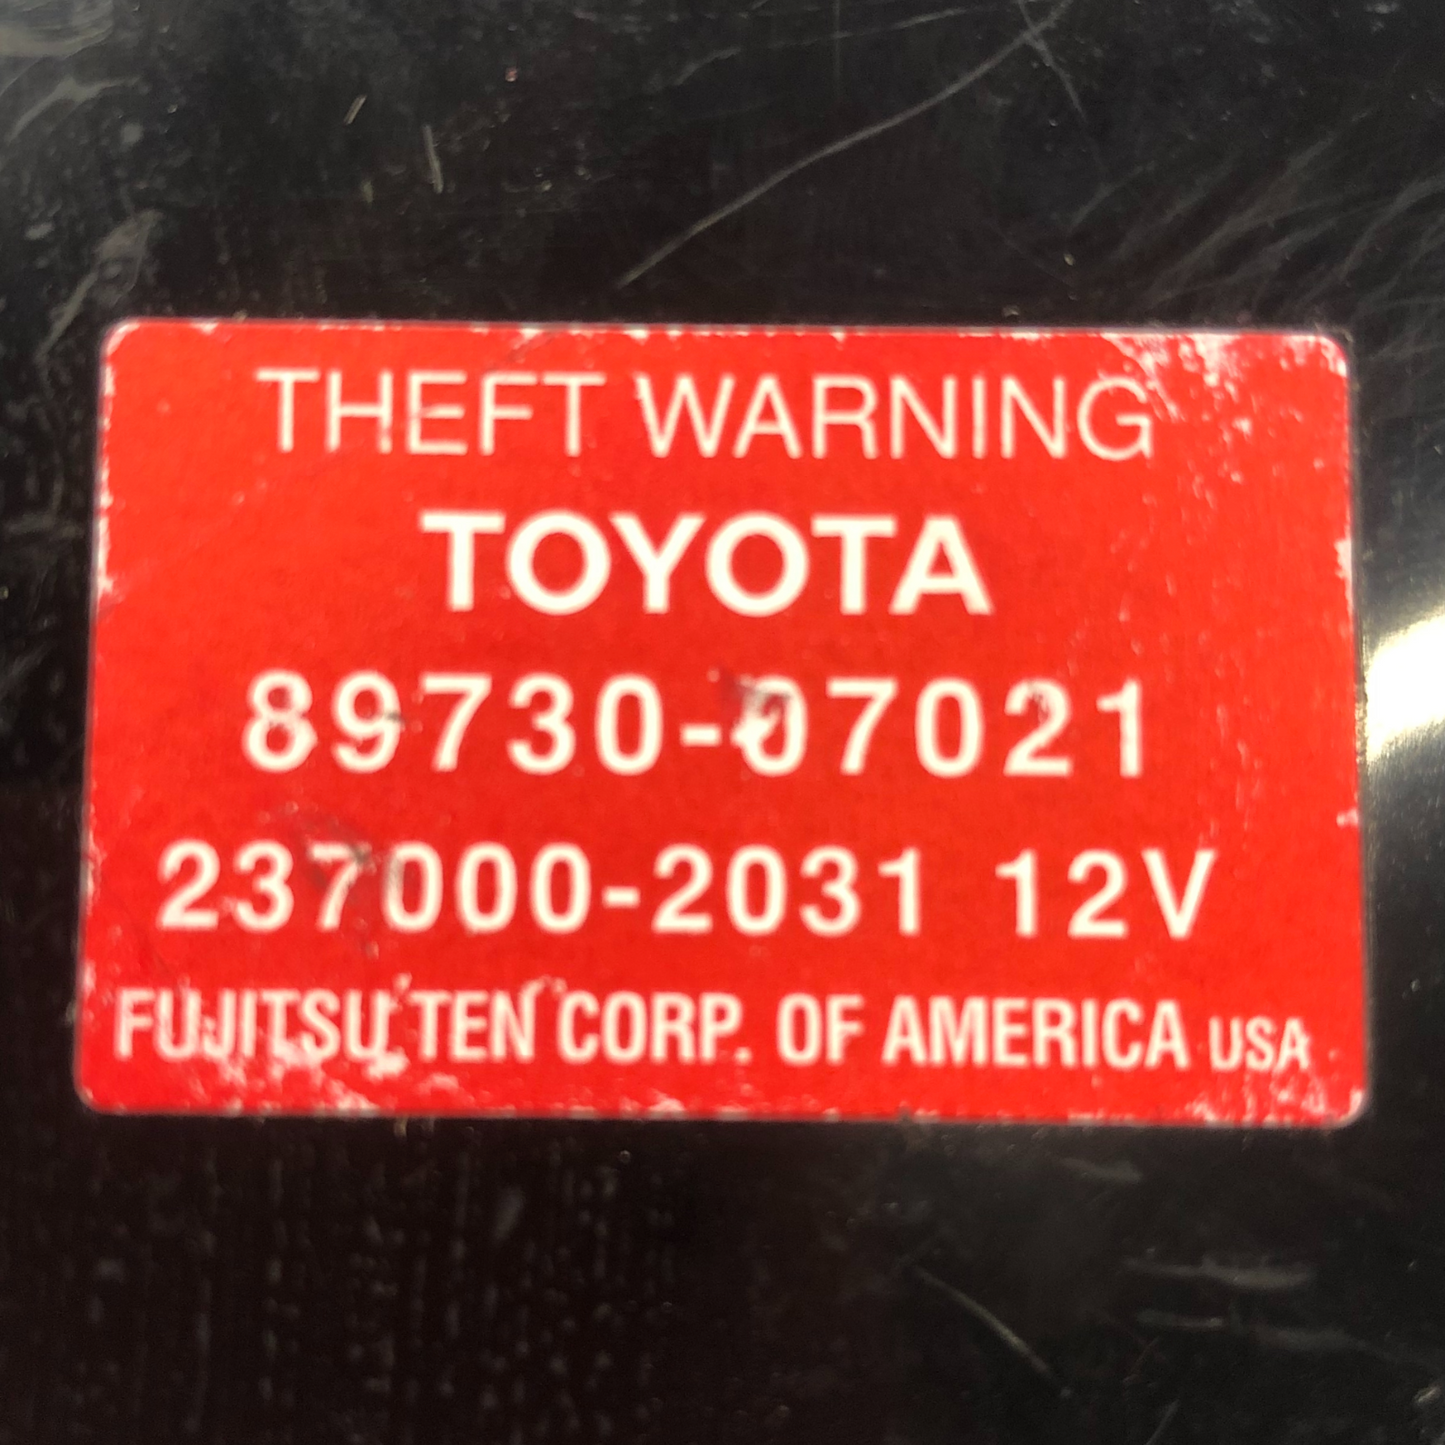 THEFT WARNING
TOYOTA
89730-07021
237000-2031 12V
FUJITSU TEN CORP. OF AMERICA USA